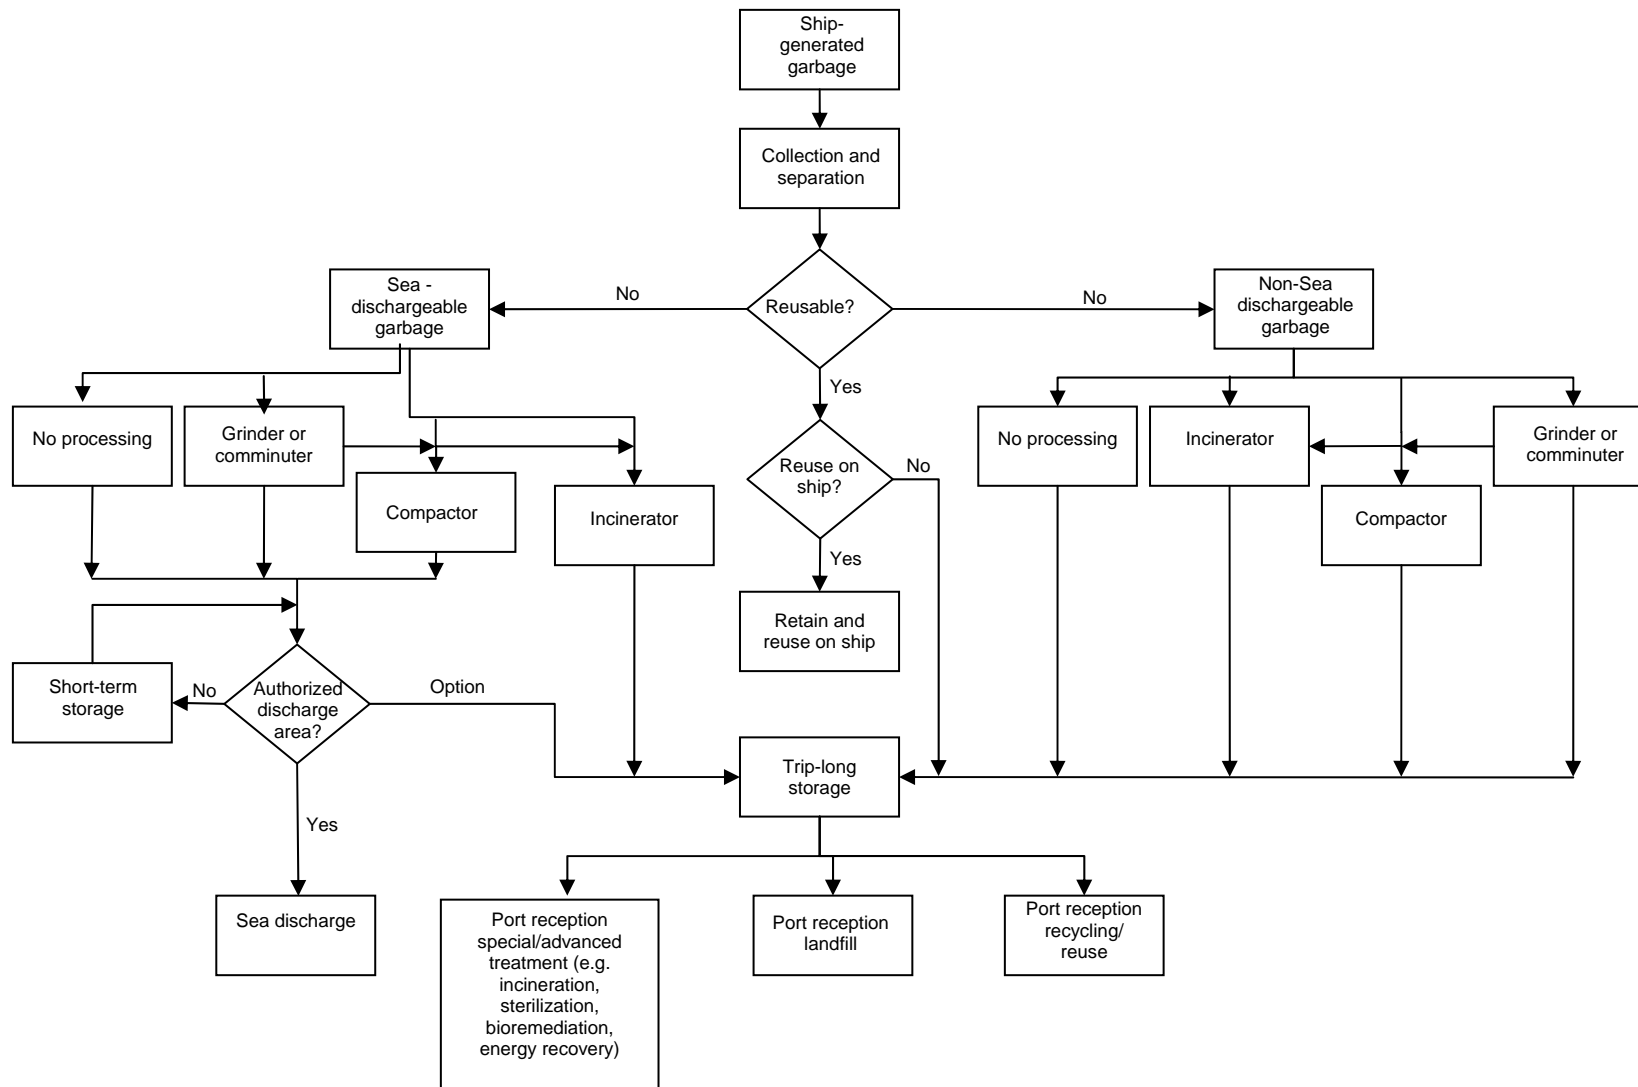 Ship-
generated
garbage
Collection and
separation
Sea -
dischargeable
garbage
No
Reusable?
No
Non-Sea
dischargeable
garbage
Yes
No processing
Grinder or
comminuter
Compactor
Incinerator
Reuse on
ship?
No
No processing
Incinerator
Compactor
Grinder or
comminuter
Yes
Retain and
reuse on ship
Short-term
storage
No
Authorized
discharge
area?
Option
Trip-long
storage
Yes
Sea discharge
Port reception
special/advanced
treatment (e.g.
incineration,
sterilization,
bioremediation,
energy recovery)
Port reception
landfill
Port reception
recycling/
reuse